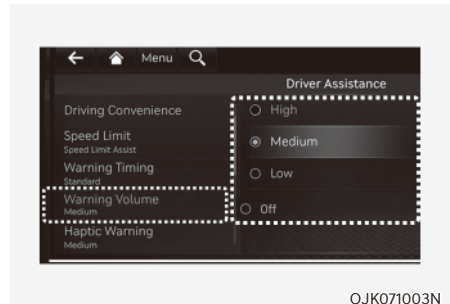 Menu
Driver Assistance
Driving Convenience
Speed Limit
Speed Limit Assist
Warning Timing
Standard
Warning Volume
Medium
Haptic Warning
Medium
High
Medium
Low
Off
OJK071003N